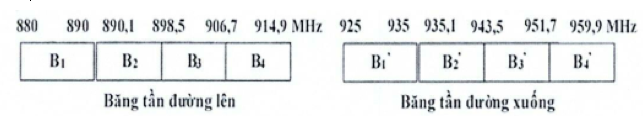 880 890 890,1 898,5 906,7 914,9 MHz 925 935 935,1 943,5 951,7 959,9 MHz
B1 B2 B3 B4 B1' B2' B3' B4'
Băng tần đường lên Băng tần đường xuống